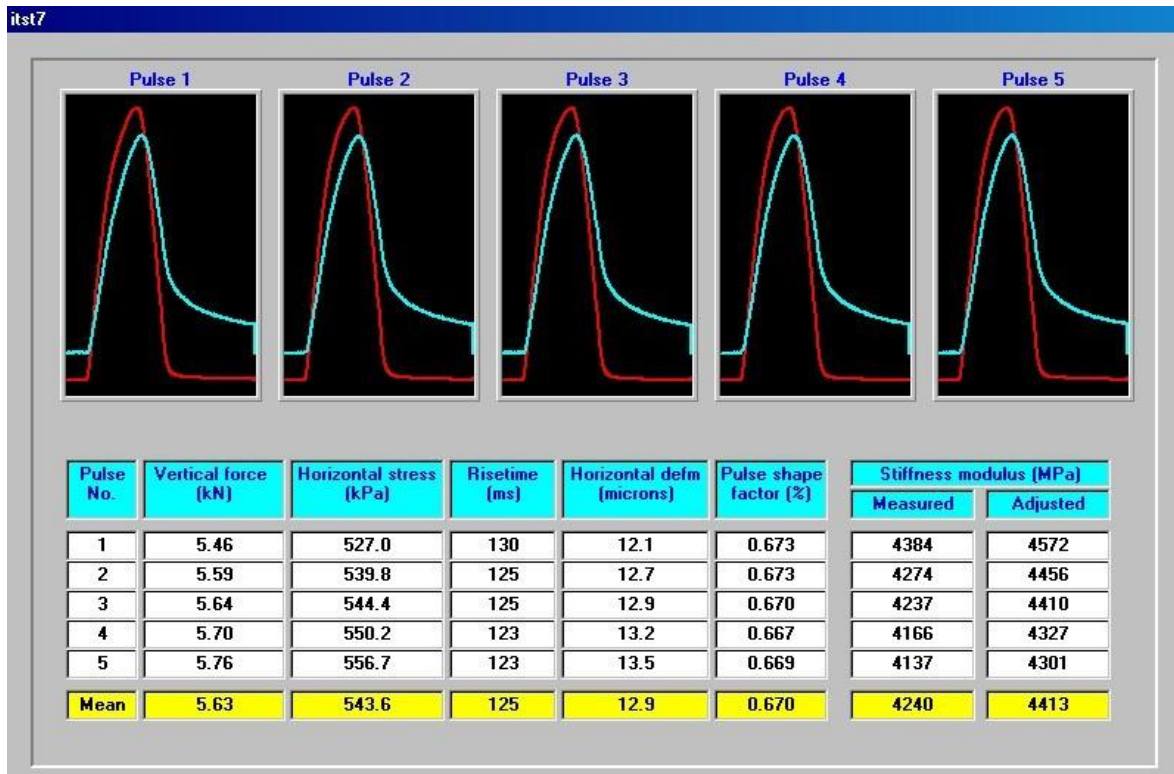 itst7
Pulse 1 Pulse 2 Pulse 3 Pulse 4 Pulse 5
Pulse No. Vertical force (kN) Horizontal stress (kPa) Risetime (ms) Horizontal defm (microns) Pulse shape factor (%) Stiffness modulus (MPa)
Measured Adjusted
1 5.46 527.0 130 12.1 0.673 4384 4572
2 5.59 539.8 125 12.7 0.673 4274 4456
3 5.64 544.4 125 12.9 0.670 4237 4410
4 5.70 550.2 123 13.2 0.667 4166 4327
5 5.76 556.7 123 13.5 0.669 4137 4301
Mean 5.63 543.6 125 12.9 0.670 4240 4413